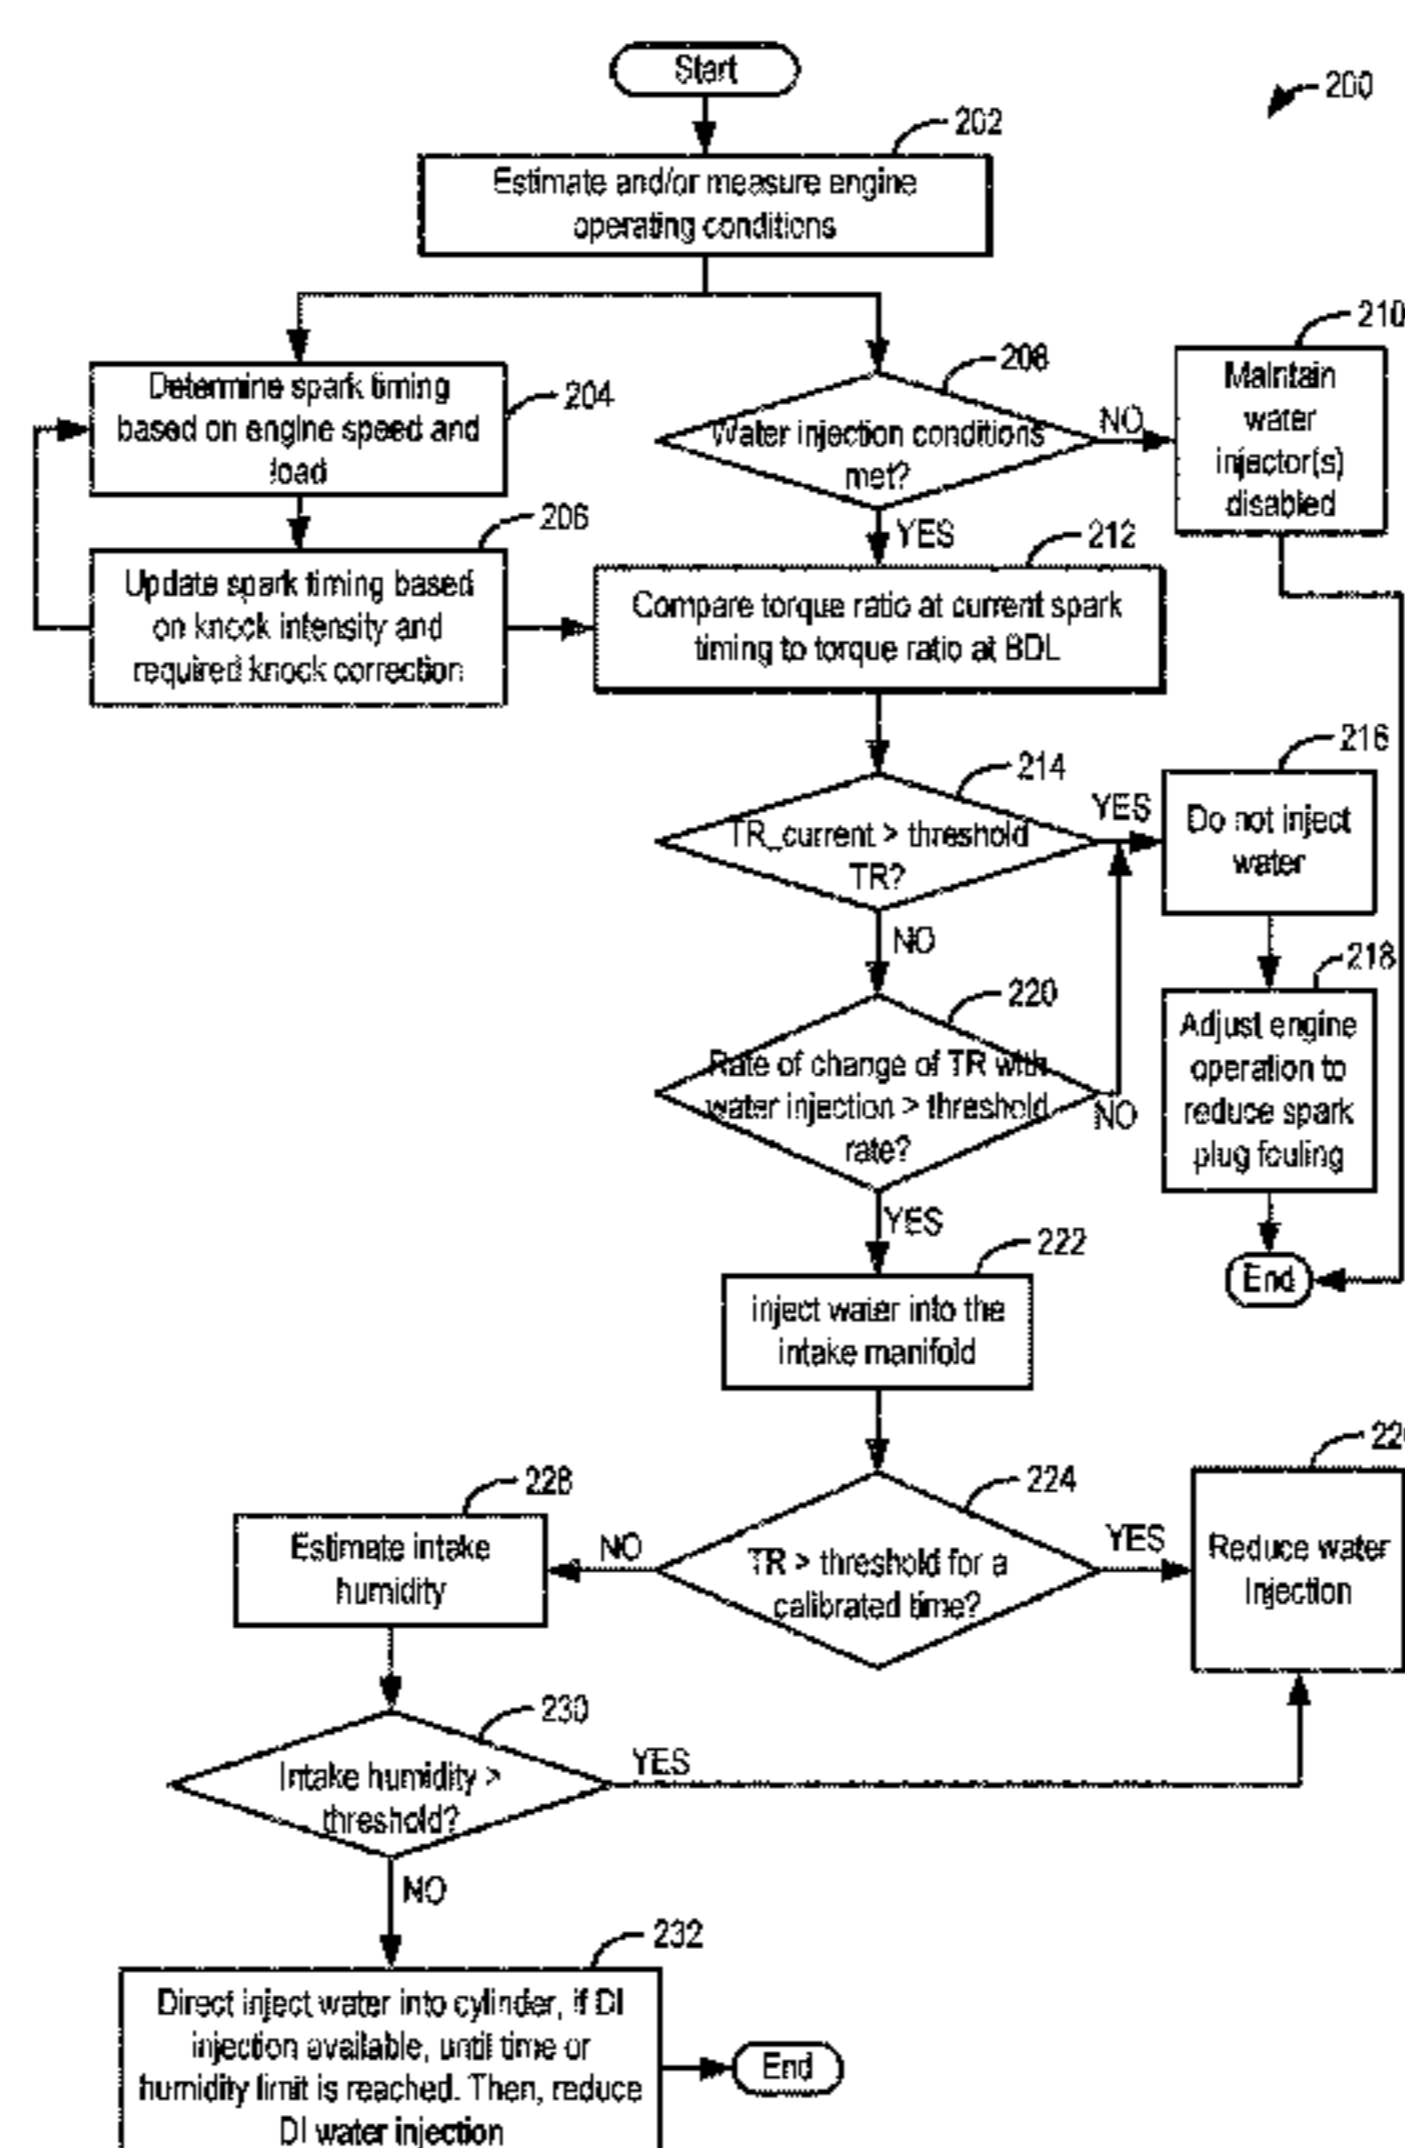 Start
200
202
Estimate and/or measure engine
operating conditions
Determine spark timing
based on engine speed and
load
204
206
Update spark timing based
on knock intensity and
required knock correction
208
Water injection conditions
met?
NO
210
Maintain
water
injector(s)
disabled
YES
212
Compare torque ratio at current spark
timing to torque ratio at BDL
214
TR_current > threshold
TR?
YES
216
Do not inject
water
NO
218
Adjust engine
operation to
reduce spark
plug fouling
End
220
Rate of change of TR with
water injection > threshold
rate?
NO
YES
222
Inject water into the
intake manifold
224
TR > threshold for a
calibrated time?
YES
Reduce water
Injection
NO
228
Estimate intake
humidity
230
Intake humidity >
threshold?
YES
NO
232
Direct inject water into cylinder, if DI
injection available, until time or
humidity limit is reached. Then, reduce
DI water injection
End